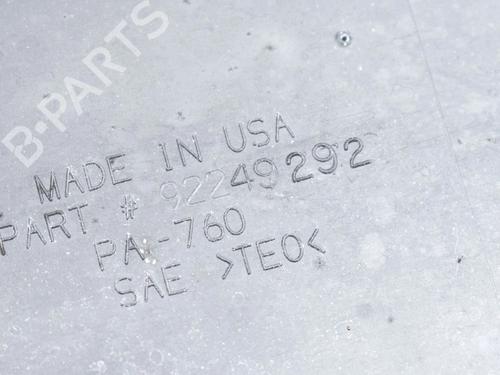 B-PARTS
MADE IN USA
PART # 92249292
PA-760
SAE >TEO<